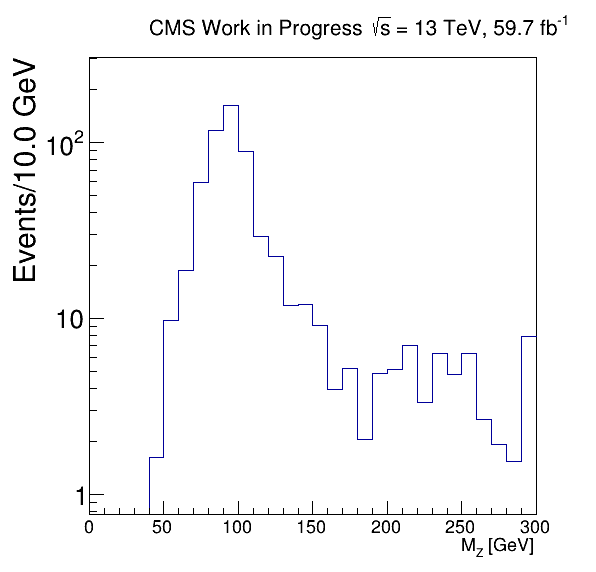 CMS Work in Progress √s = 13 TeV, 59.7 fb⁻¹
Events/10.0 GeV
10²
10
1
0 50 100 150 200 250 300
M_Z [GeV]